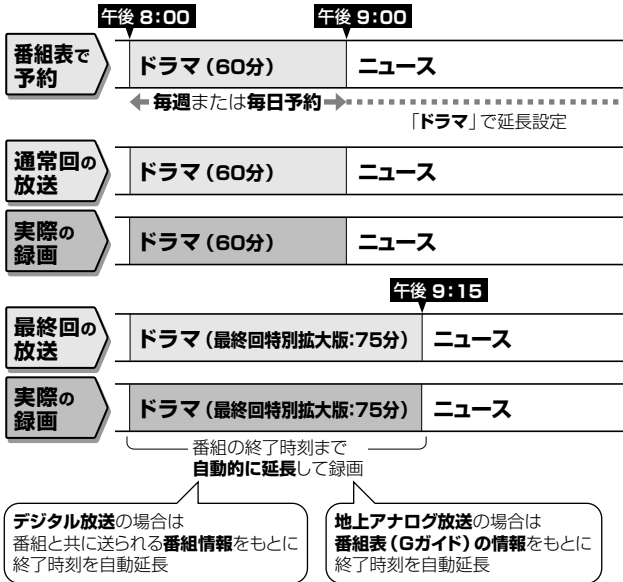 午後 8:00 午後 9:00
番組表で
予約
ドラマ（60分） ニュース
毎週または毎日予約
「ドラマ」で延長設定
通常回の
放送
ドラマ（60分） ニュース
実際の
録画
ドラマ（60分） ニュース
午後 9:15
最終回の
放送
ドラマ（最終回特別拡大版:75分） ニュース
実際の
録画
ドラマ（最終回特別拡大版:75分） ニュース
番組の終了時刻まで
自動的に延長して録画
デジタル放送の場合は
番組と共に送られる番組情報をもとに
終了時刻を自動延長
地上アナログ放送の場合は
番組表（Gガイド）の情報をもとに
終了時刻を自動延長